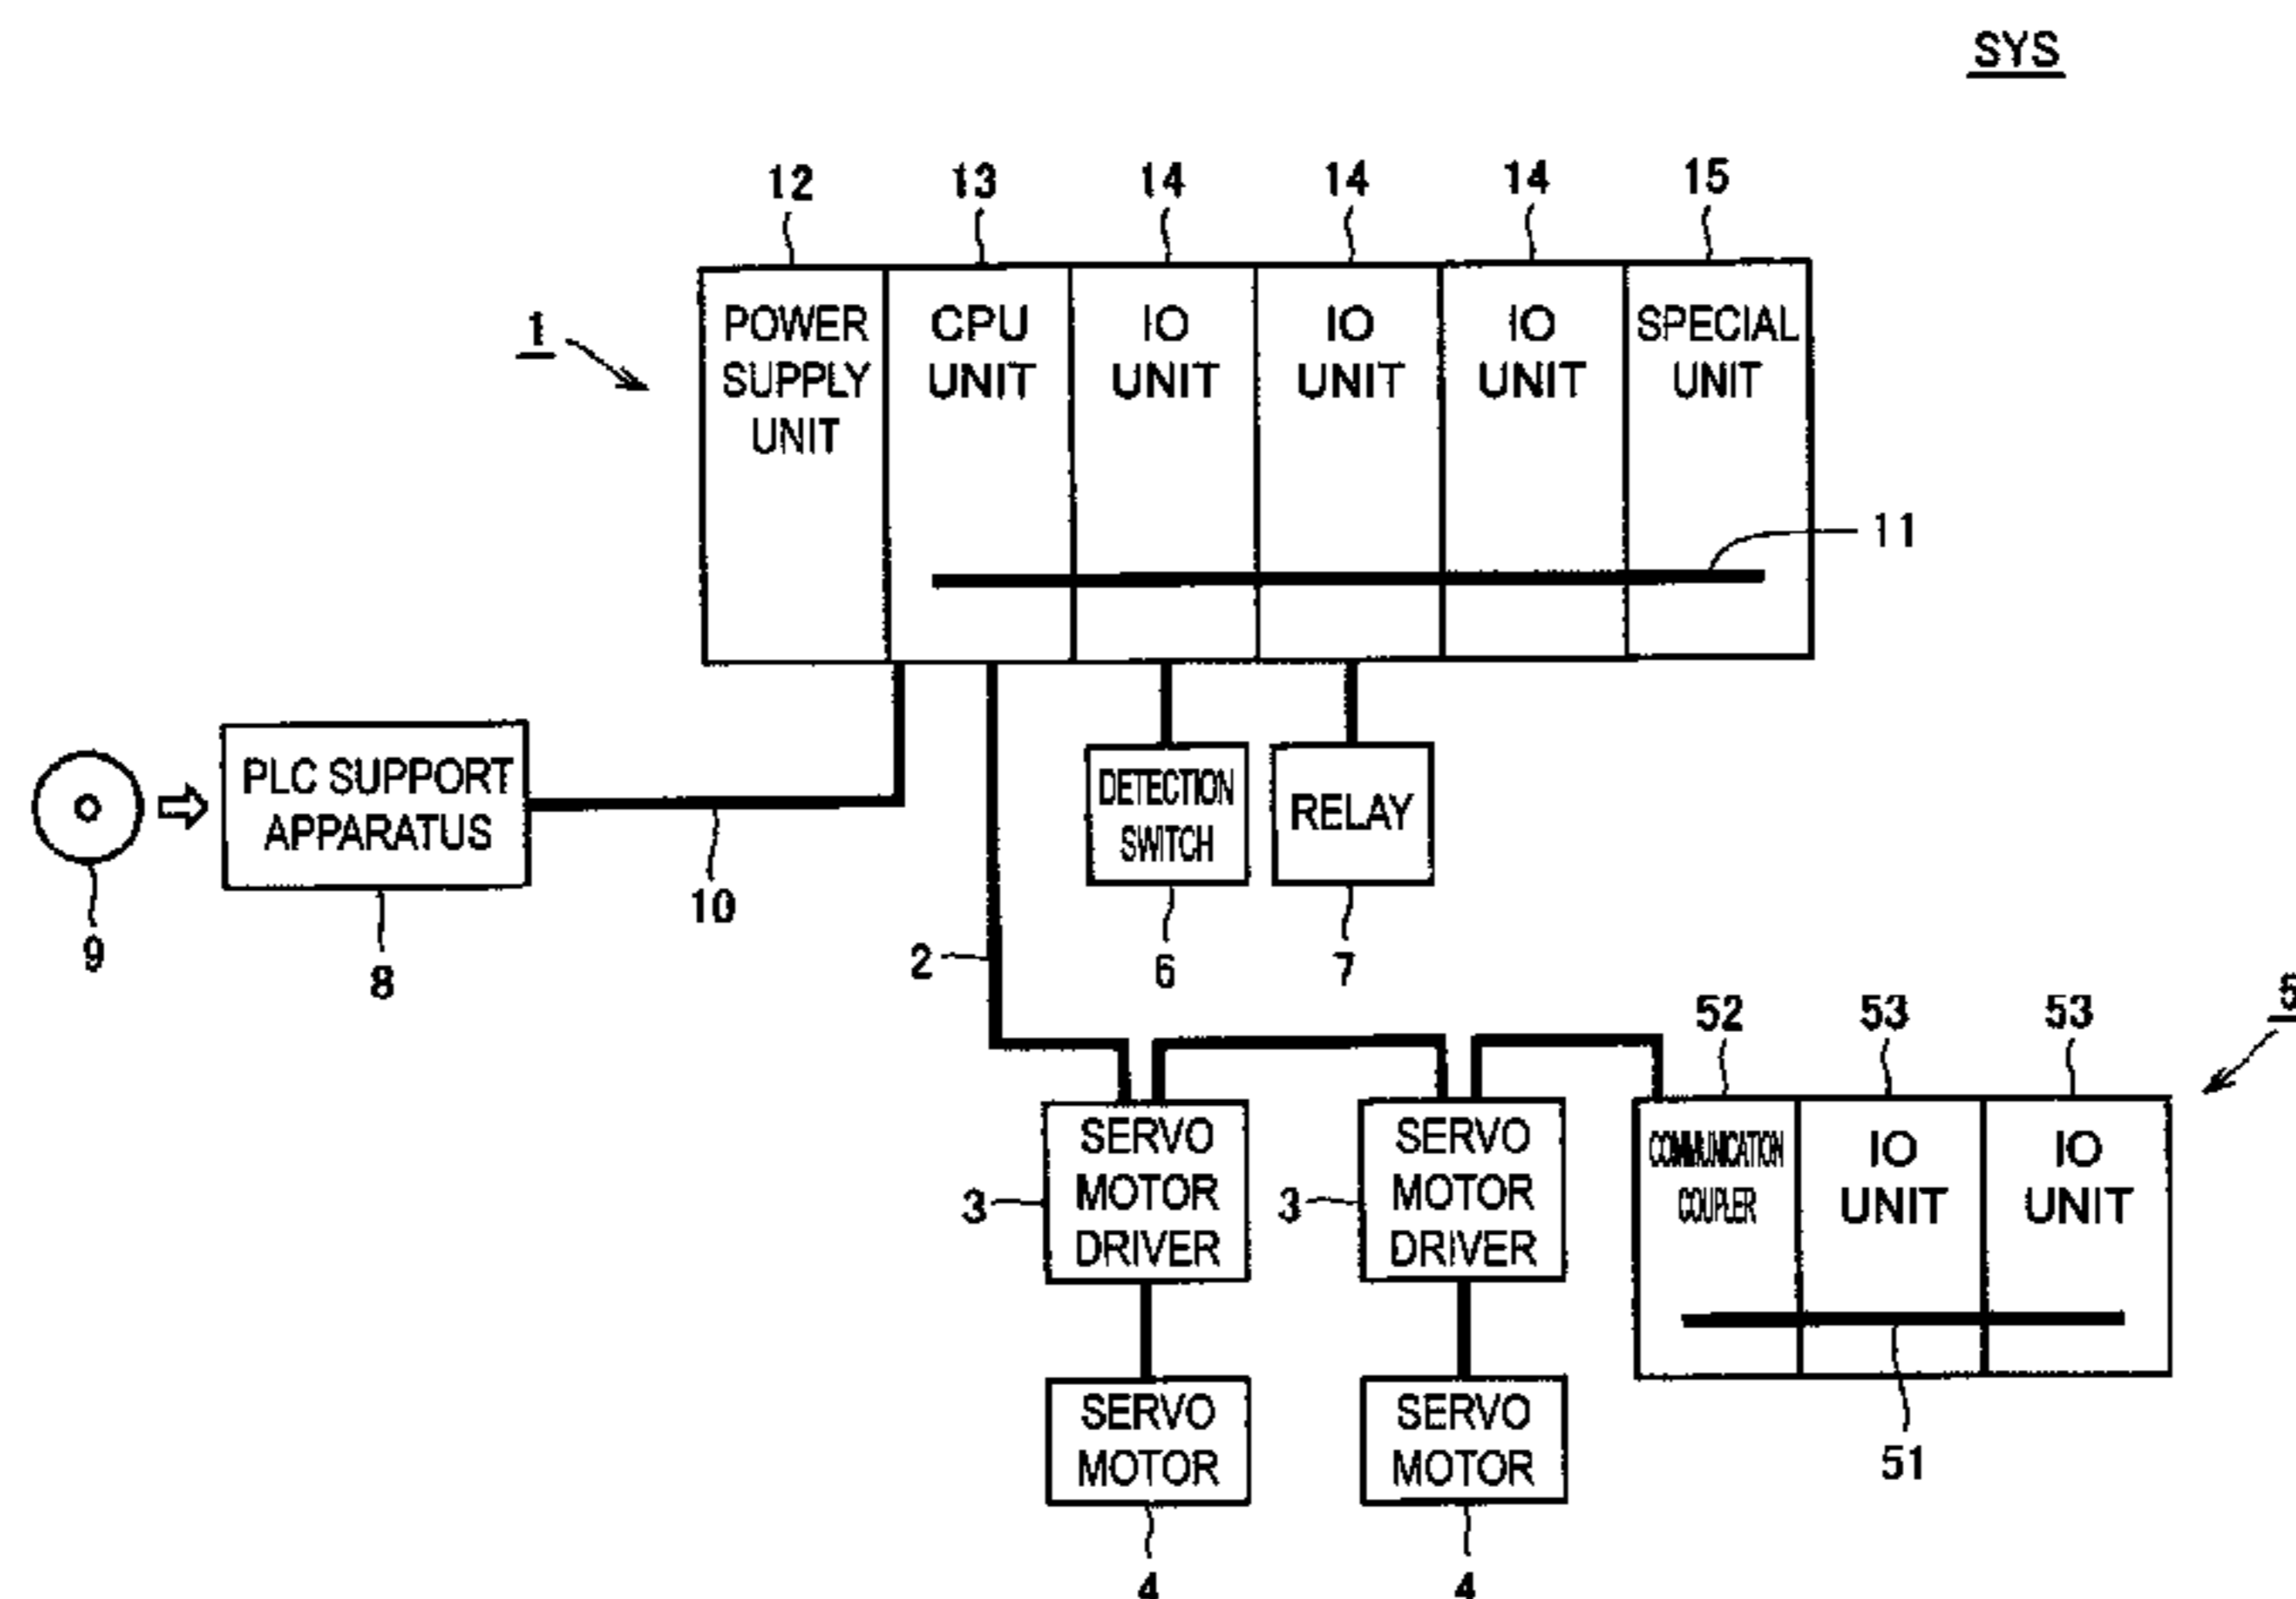 SYS
12 13 14 14 14 15
1
POWER SUPPLY UNIT
CPU UNIT
IO UNIT
IO UNIT
IO UNIT
SPECIAL UNIT
11
PLC SUPPORT APPARATUS
DETECTION SWITCH
RELAY
9
8
10
2
6
7
52 53 53
5
SERVO MOTOR DRIVER
SERVO MOTOR DRIVER
3
3
COMMUNICATION COUPLER
IO UNIT
IO UNIT
SERVO MOTOR
SERVO MOTOR
51
4
4